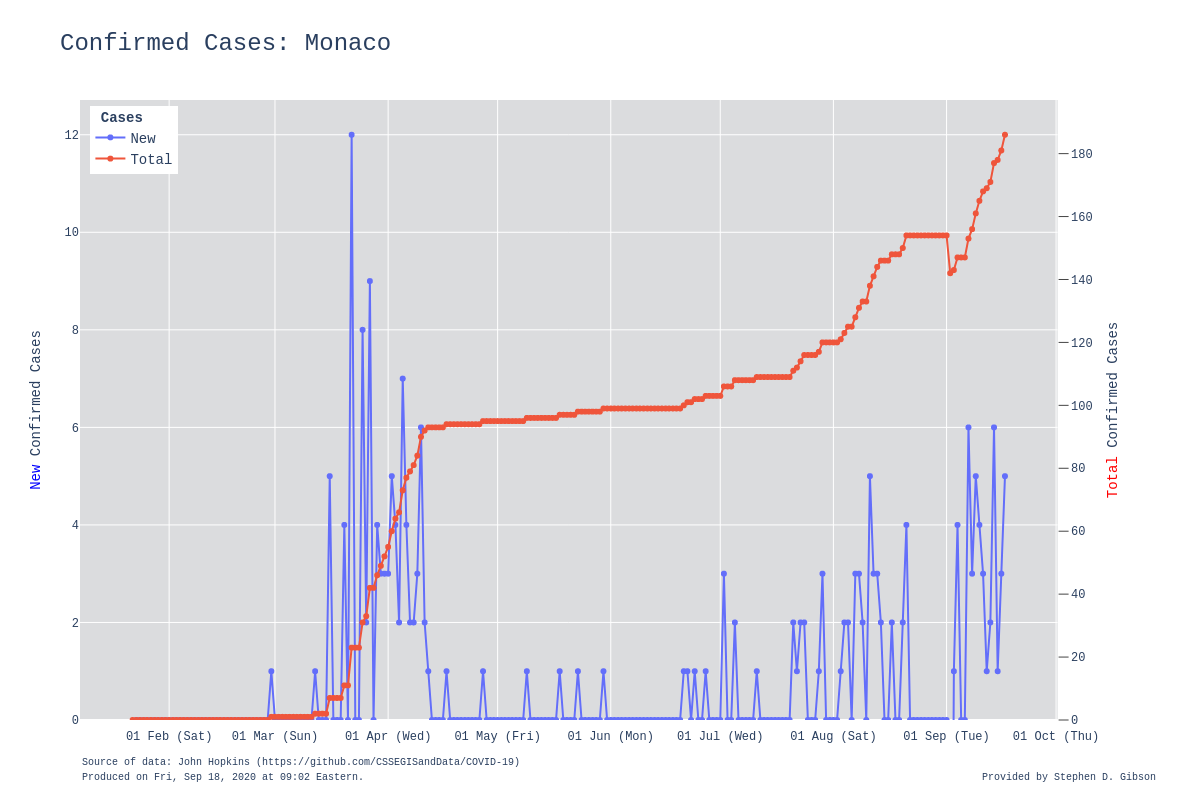 Confirmed Cases: Monaco
Cases
New
Total
12
10
8
6
4
2
0
180
160
140
120
100
80
60
40
20
0
New Confirmed Cases
Total Confirmed Cases
01 Feb (Sat) 01 Mar (Sun) 01 Apr (Wed) 01 May (Fri) 01 Jun (Mon) 01 Jul (Wed) 01 Aug (Sat) 01 Sep (Tue) 01 Oct (Thu)
Source of data: John Hopkins (https://github.com/CSSEGISandData/COVID-19)
Produced on Fri, Sep 18, 2020 at 09:02 Eastern.
Provided by Stephen D. Gibson